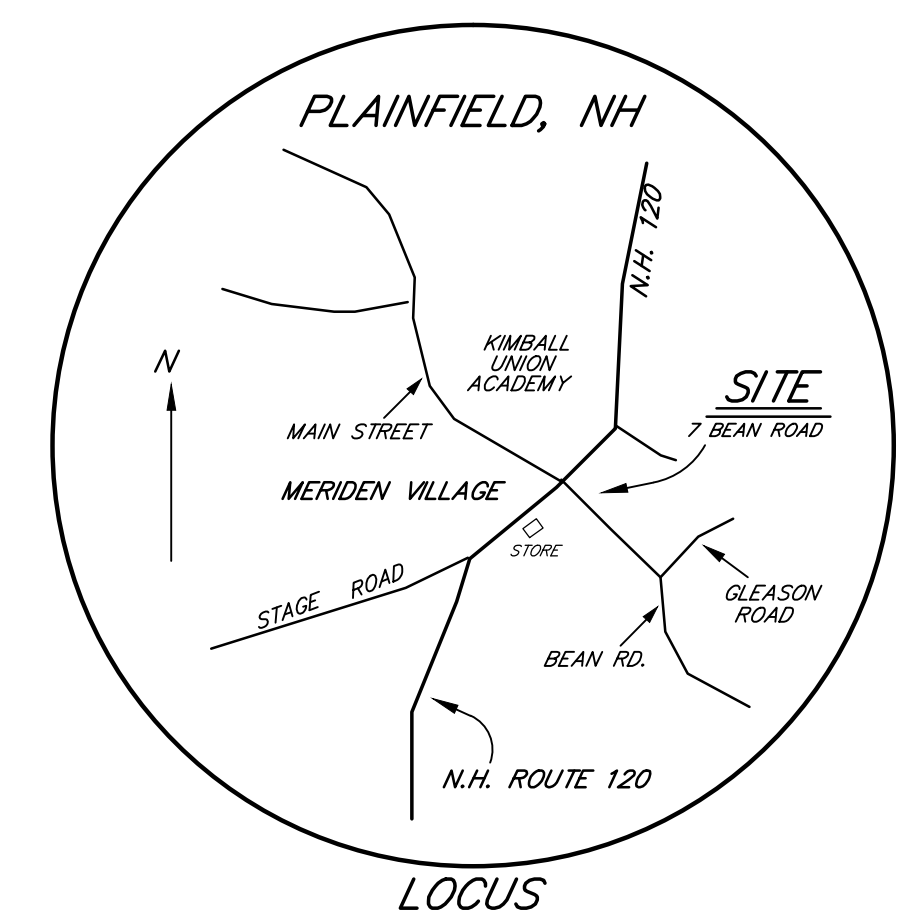 PLAINFIELD, NH
N.H. 120
KIMBALL
UNION
ACADEMY
N
SITE
7 BEAN ROAD
MAIN STREET
MERIDEN VILLAGE
STORE
STAGE ROAD
GLEASON
ROAD
BEAN RD.
N.H. ROUTE 120
LOCUS